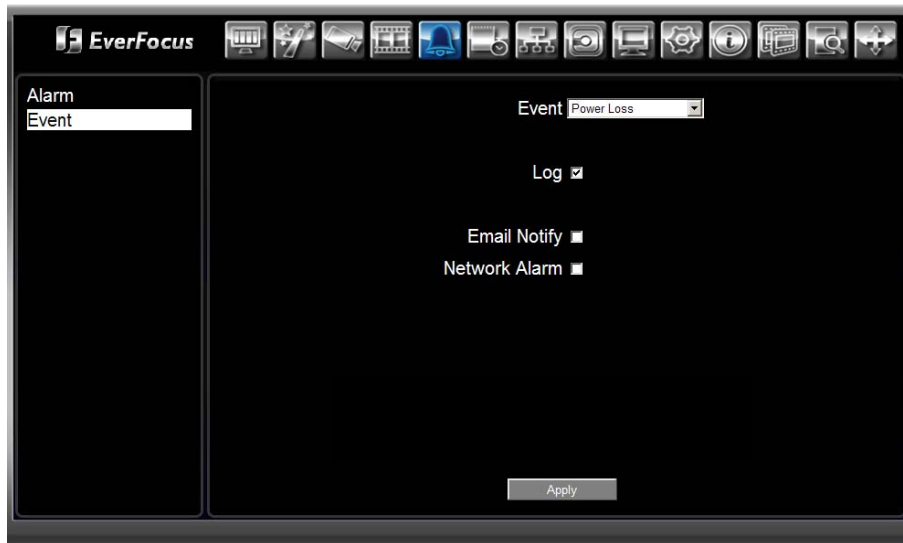 EverFocus
Alarm
Event
Event Power Loss
Log
Email Notify
Network Alarm
Apply